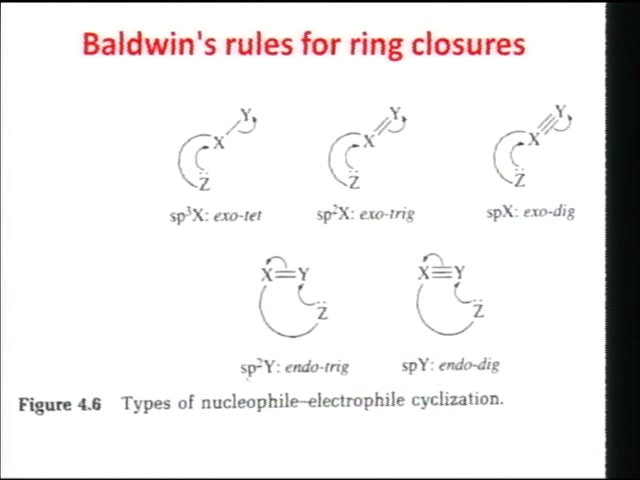 Baldwin's rules for ring closures
Y Y Y
X X X
Z̈ Z̈ Z̈
sp³X: exo-tet sp²X: exo-trig spX: exo-dig
X=Y X≡Y
Z̈ Z̈
sp²Y: endo-trig spY: endo-dig
Figure 4.6 Types of nucleophile–electrophile cyclization.